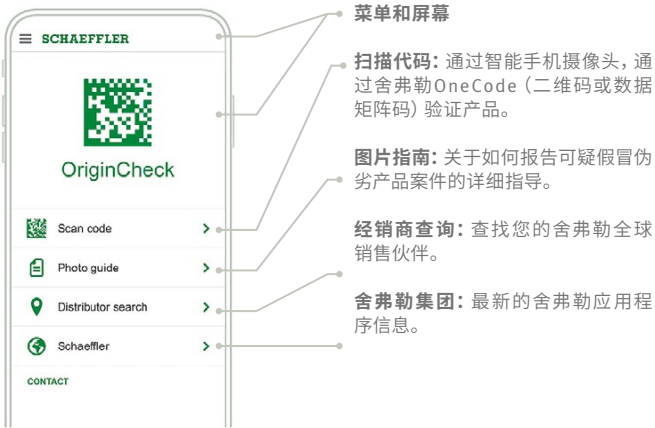 SCHAEFFLER
OriginCheck
Scan code
Photo guide
Distributor search
Schaeffler
CONTACT
菜单和屏幕
扫描代码：通过智能手机摄像头，通
过舍弗勒OneCode（二维码或数据
矩阵码）验证产品。
图片指南：关于如何报告可疑假冒伪
劣产品案件的详细指导。
经销商查询：查找您的舍弗勒全球
销售伙伴。
舍弗勒集团：最新的舍弗勒应用程
序信息。